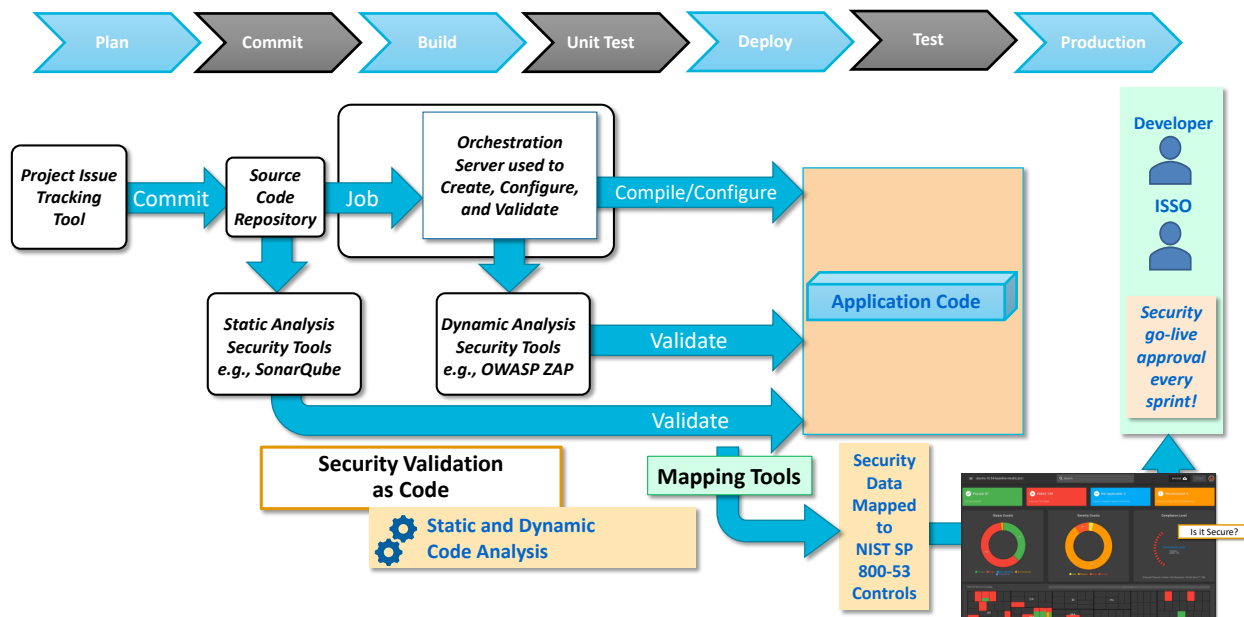 Plan
Commit
Build
Unit Test
Deploy
Test
Production
Project Issue
Tracking
Tool
Commit
Source
Code
Repository
Job
Orchestration
Server used to
Create, Configure,
and Validate
Compile/Configure
Developer
ISSO
Application Code
Static Analysis
Security Tools
e.g., SonarQube
Dynamic Analysis
Security Tools
e.g., OWASP ZAP
Validate
Validate
Security
go-live
approval
every
sprint!
Security Validation
as Code
Static and Dynamic
Code Analysis
Mapping Tools
Security
Data
Mapped
to
NIST SP
800-53
Controls
Is it Secure?